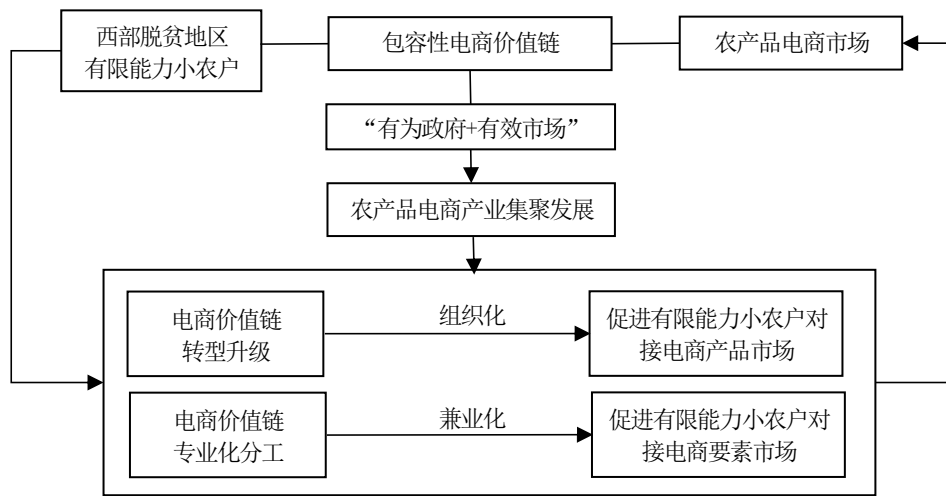 西部脱贫地区
有限能力小农户
包容性电商价值链
农产品电商市场
“有为政府+有效市场”
农产品电商产业集聚发展
电商价值链
转型升级
组织化
促进有限能力小农户对
接电商产品市场
电商价值链
专业化分工
兼业化
促进有限能力小农户对
接电商要素市场